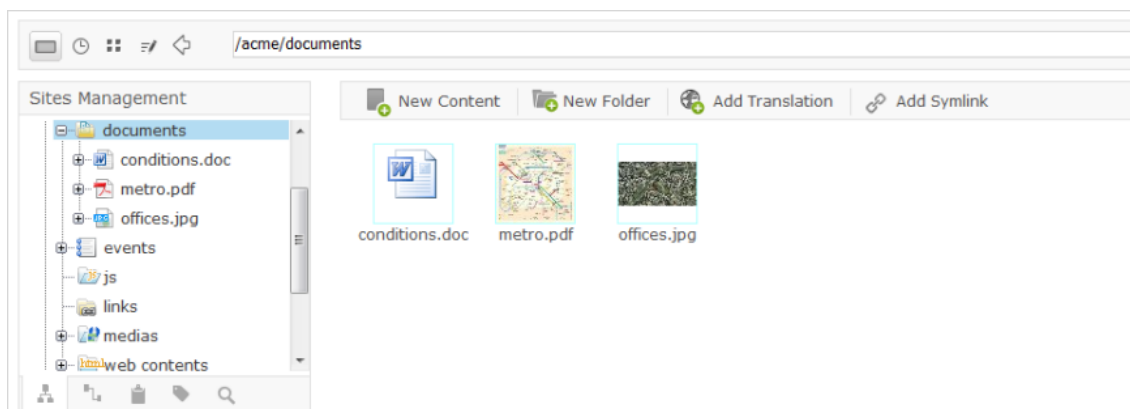 /acme/documents
Sites Management
documents
conditions.doc
metro.pdf
offices.jpg
events
js
links
medias
web contents
New Content
New Folder
Add Translation
Add Symlink
conditions.doc
metro.pdf
offices.jpg